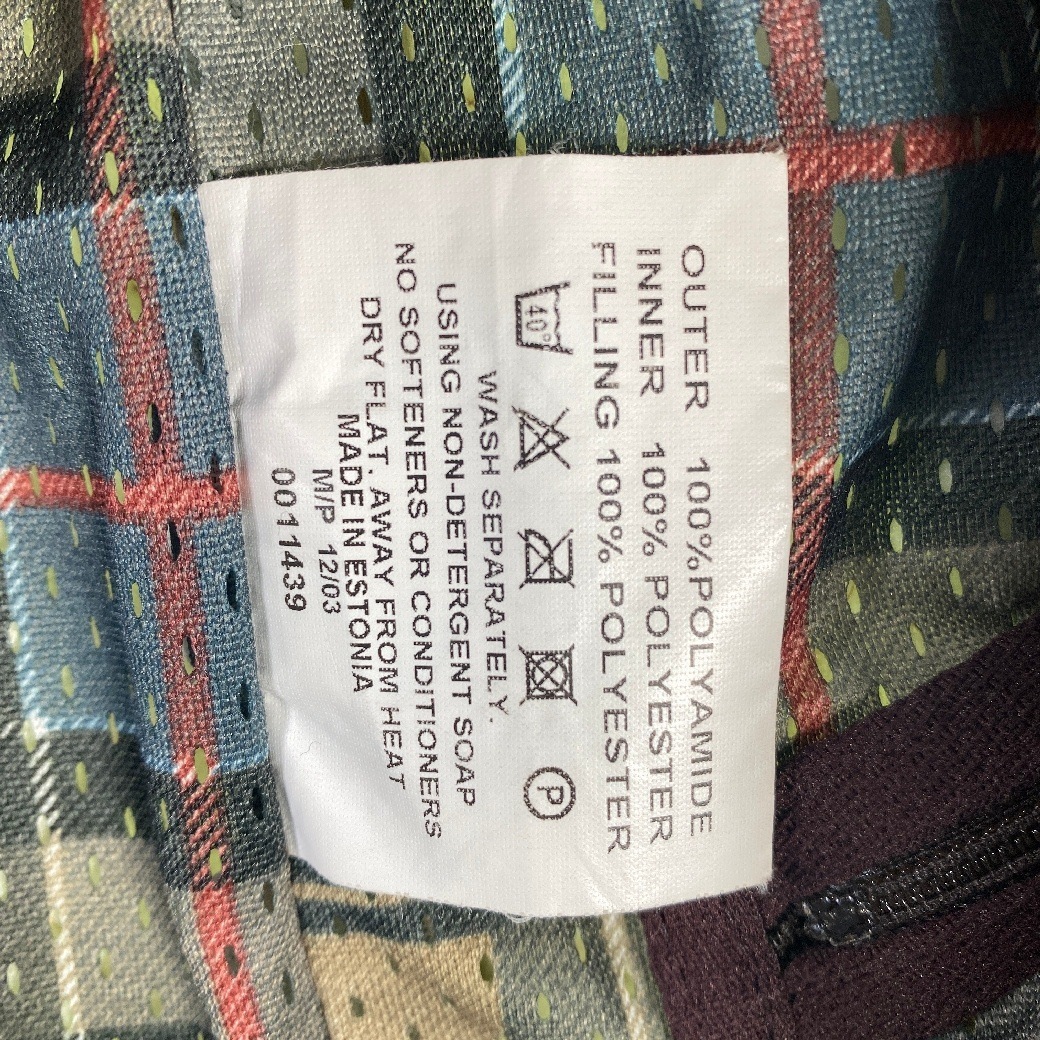 OUTER 100%POLYAMIDE
INNER 100% POLYESTER
FILLING 100% POLYESTER
40°
P
WASH SEPARATELY.
USING NON-DETERGENT SOAP
NO SOFTENERS OR CONDITIONERS
DRY FLAT. AWAY FROM HEAT
MADE IN ESTONIA
M/P 12/03
0011439